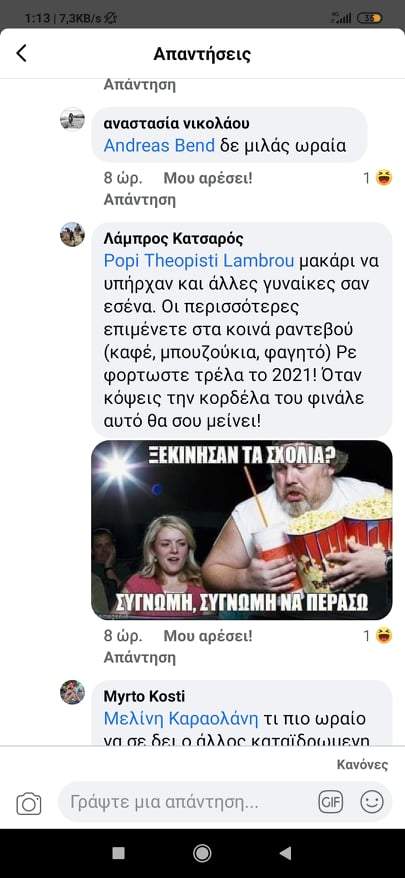 1:13 | 7,3KB/s
4G
35
Απαντήσεις
Απάντηση
αναστασία νικολάου
Andreas Bend δε μιλάς ωραία
8 ώρ. Μου αρέσει! 1
Απάντηση
Λάμπρος Κατσαρός
Popi Theopisti Lambrou μακάρι να
υπήρχαν και άλλες γυναίκες σαν
εσένα. Οι περισσότερες
επιμένετε στα κοινά ραντεβού
(καφέ, μπουζούκια, φαγητό) Ρε
φορτωστε τρέλα το 2021! Όταν
κόψεις την κορδέλα του φινάλε
αυτό θα σου μείνει!
ΞΕΚΙΝΗΣΑΝ ΤΑ ΣΧΟΛΙΑ?
ΣΥΓΝΩΜΗ, ΣΥΓΝΩΜΗ ΝΑ ΠΕΡΑΣΩ
8 ώρ. Μου αρέσει! 1
Απάντηση
Myrto Kosti
Μελίνη Καραολάνη τι πιο ωραίο
να σε δει ο άλλος καταϊδρωμενη
Κανόνες
Γράψτε μια απάντηση...
GIF